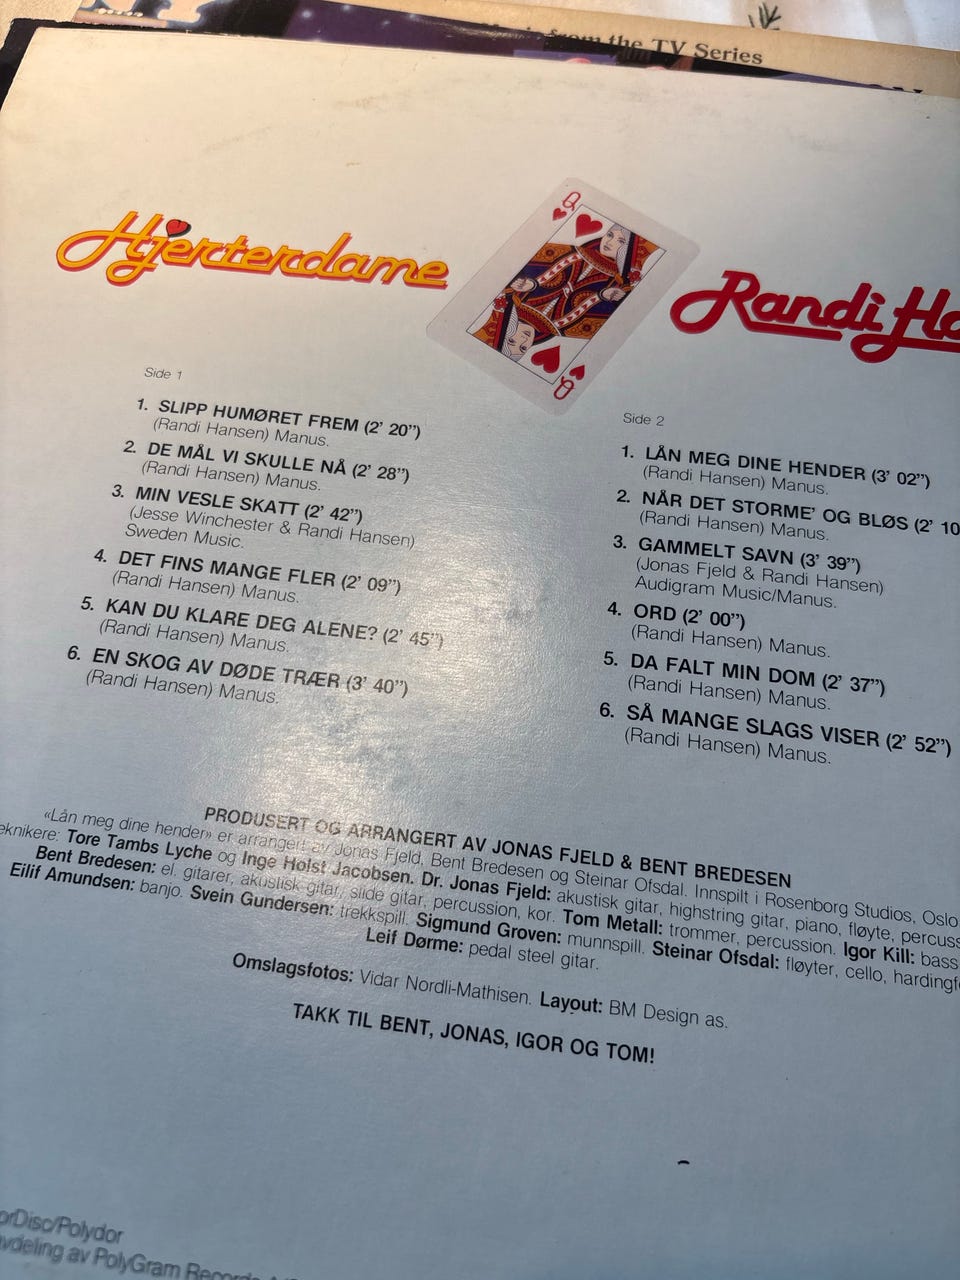 from the TV Series
Hjerterdame
Q
Q
Randi
Side 1
1. SLIPP HUMØRET FREM (2' 20")
(Randi Hansen) Manus.
2. DE MÅL VI SKULLE NÅ (2' 28")
(Randi Hansen) Manus.
3. MIN VESLE SKATT (2' 42")
(Jesse Winchester & Randi Hansen)
Sweden Music.
4. DET FINS MANGE FLER (2' 09")
(Randi Hansen) Manus.
5. KAN DU KLARE DEG ALENE? (2' 45")
(Randi Hansen) Manus.
6. EN SKOG AV DØDE TRÆR (3' 40")
(Randi Hansen) Manus.
Side 2
1. LÅN MEG DINE HENDER (3' 02")
(Randi Hansen) Manus.
2. NÅR DET STORME' OG BLØS (2' 10
(Randi Hansen) Manus.
3. GAMMELT SAVN (3' 39")
(Jonas Fjeld & Randi Hansen)
Audigram Music/Manus.
4. ORD (2' 00")
(Randi Hansen) Manus.
5. DA FALT MIN DOM (2' 37")
(Randi Hansen) Manus.
6. SÅ MANGE SLAGS VISER (2' 52")
(Randi Hansen) Manus.
PRODUSERT OG ARRANGERT AV JONAS FJELD & BENT BREDESEN
«Lån meg dine hender» er arrangert av Jonas Fjeld, Bent Bredesen og Steinar Ofsdal. Innspilt i Rosenborg Studios, Oslo
eknikere: Tore Tambs Lyche og Inge Holst Jacobsen. Dr. Jonas Fjeld: akustisk gitar, highstring gitar, piano, fløyte, percuss
Bent Bredesen: el. gitarer, akustisk gitar, slide gitar, percussion, kor. Tom Metall: trommer, percussion. Igor Kill: bass
Eilif Amundsen: banjo. Svein Gundersen: trekkspill. Sigmund Groven: munnspill. Steinar Ofsdal: fløyter, cello, hardingf
Leif Dørme: pedal steel gitar.
Omslagsfotos: Vidar Nordli-Mathisen. Layout: BM Design as.
TAKK TIL BENT, JONAS, IGOR OG TOM!
orDisc/Polydor
vdeling av PolyGram Records